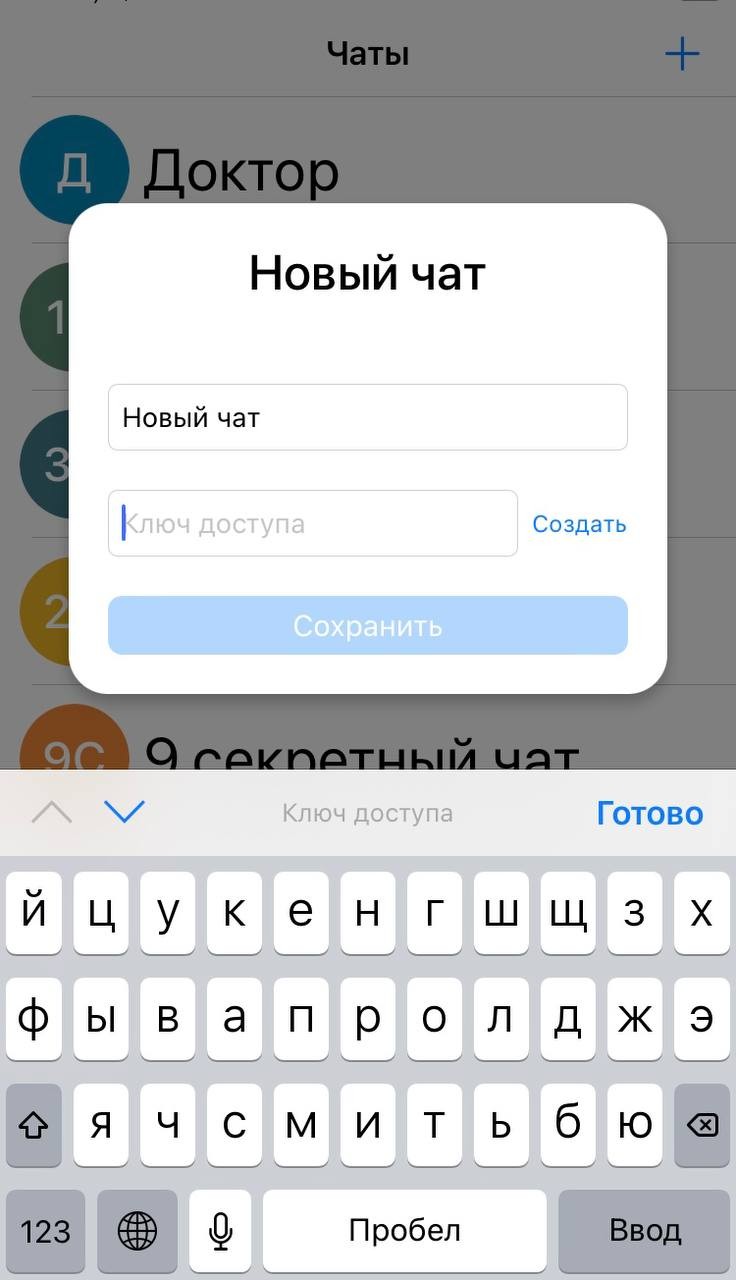 Чаты
Д Доктор
Новый чат
1
Новый чат
3
Ключ доступа Создать
2
Сохранить
9С 9 секретный чат
Ключ доступа Готово
й ц у к е н г ш щ з х
ф ы в а п р о л д ж э
я ч с м и т ь б ю
123 Пробел Ввод